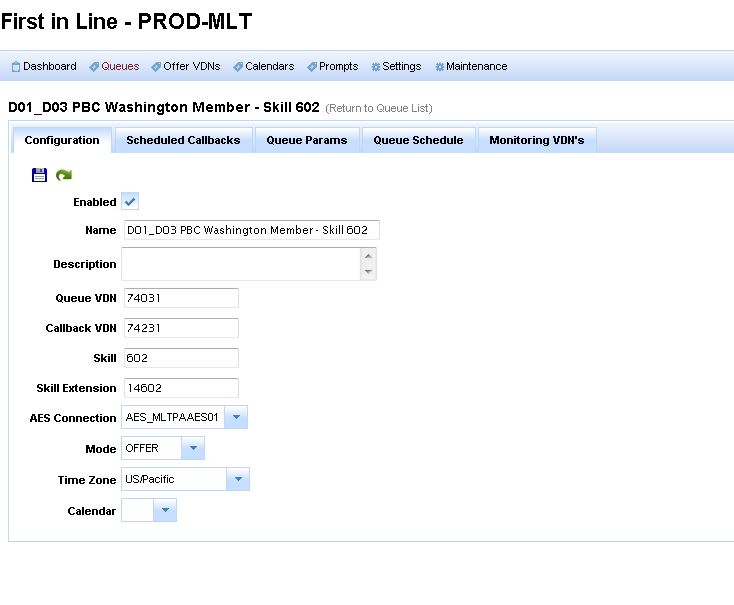 First in Line - PROD-MLT
Dashboard Queues Offer VDNs Calendars Prompts Settings Maintenance
D01_D03 PBC Washington Member - Skill 602 (Return to Queue List)
Configuration Scheduled Callbacks Queue Params Queue Schedule Monitoring VDN's
Enabled
Name D01_D03 PBC Washington Member - Skill 602
Description
Queue VDN 74031
Callback VDN 74231
Skill 602
Skill Extension 14602
AES Connection AES_MLTPAAES01
Mode OFFER
Time Zone US/Pacific
Calendar